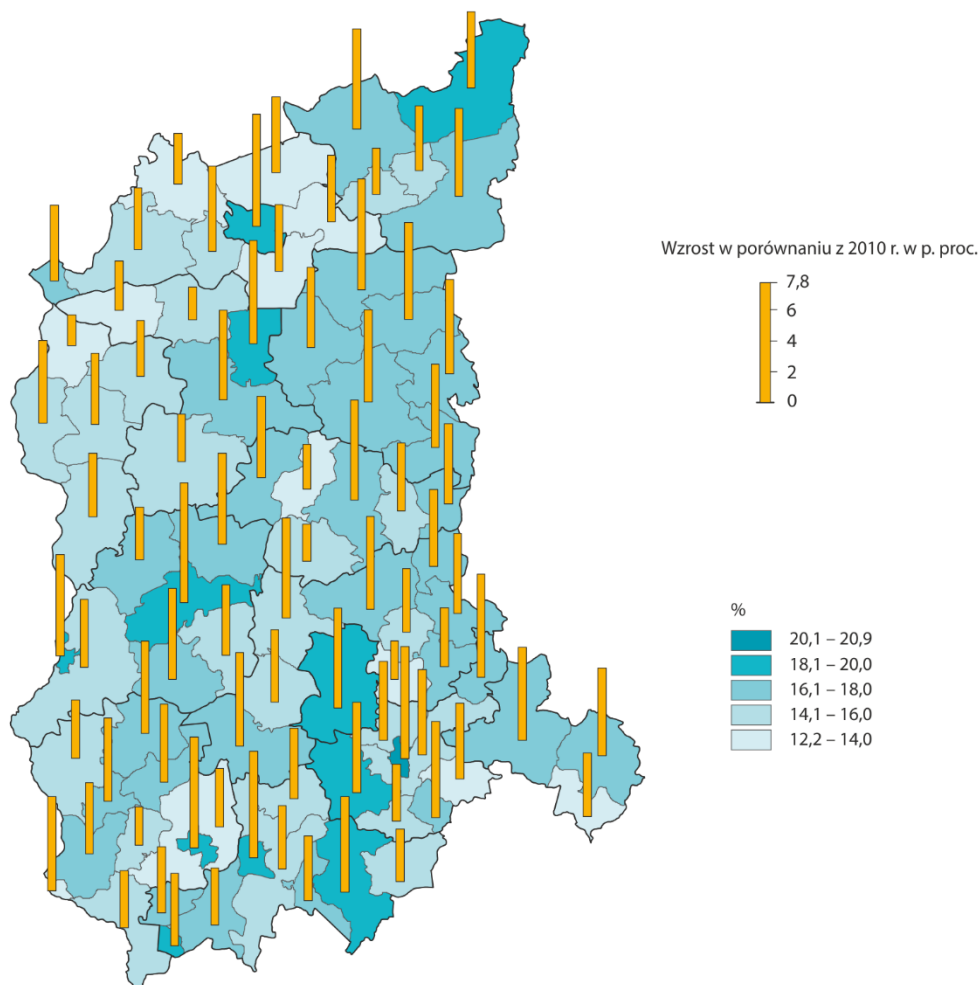 Wzrost w porównaniu z 2010 r. w p. proc.
7,8
6
4
2
0
%
20,1 – 20,9
18,1 – 20,0
16,1 – 18,0
14,1 – 16,0
12,2 – 14,0